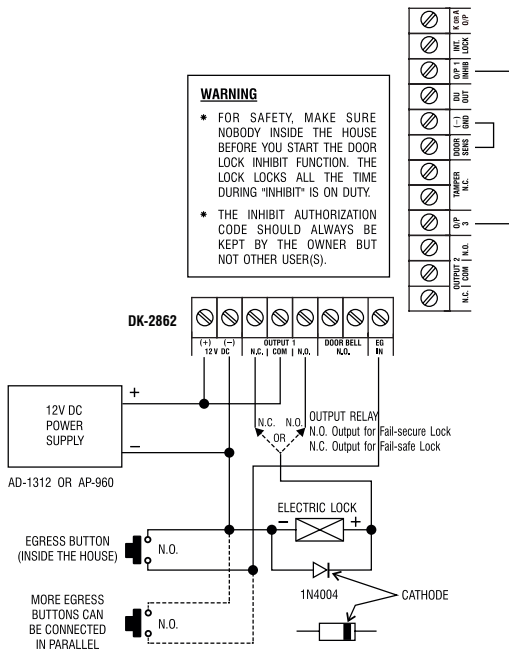 K OR A
O/P
INT.
LOCK
O/P 1
INHIB
DU
OUT
(–)
GND
DOOR
SENS
TAMPER
N.C.
O/P
3
OUTPUT 2
N.C. | COM | N.O.
WARNING
* FOR SAFETY, MAKE SURE
NOBODY INSIDE THE HOUSE
BEFORE YOU START THE DOOR
LOCK INHIBIT FUNCTION. THE
LOCK LOCKS ALL THE TIME
DURING "INHIBIT" IS ON DUTY.
* THE INHIBIT AUTHORIZATION
CODE SHOULD ALWAYS BE
KEPT BY THE OWNER BUT
NOT OTHER USER(S).
DK-2862
(+) (–)
12 V DC
OUTPUT 1
N.C. | COM | N.O.
DOOR BELL
N.O.
EG
IN
12V DC
POWER
SUPPLY
+
–
AD-1312 OR AP-960
N.C. N.O.
OR
OUTPUT RELAY
N.O. Output for Fail-secure Lock
N.C. Output for Fail-safe Lock
ELECTRIC LOCK
– +
EGRESS BUTTON
(INSIDE THE HOUSE)
N.O.
1N4004
CATHODE
MORE EGRESS
BUTTONS CAN
BE CONNECTED
IN PARALLEL
N.O.